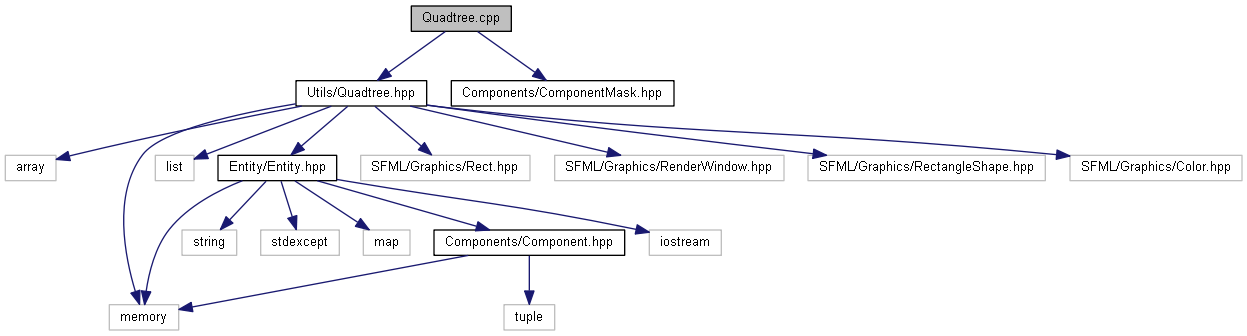 Quadtree.cpp
Utils/Quadtree.hpp
Components/ComponentMask.hpp
array
list
Entity/Entity.hpp
SFML/Graphics/Rect.hpp
SFML/Graphics/RenderWindow.hpp
SFML/Graphics/RectangleShape.hpp
SFML/Graphics/Color.hpp
string
stdexcept
map
Components/Component.hpp
iostream
memory
tuple